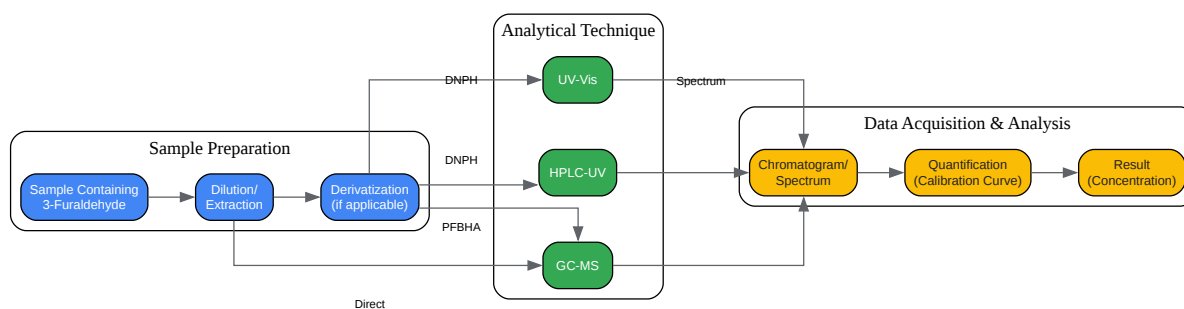 Analytical Technique
DNPH
UV-Vis
Spectrum
Sample Preparation
Sample Containing
3-Furaldehyde
Dilution/
Extraction
Derivatization
(if applicable)
DNPH
HPLC-UV
PFBHA
GC-MS
Direct
Data Acquisition & Analysis
Chromatogram/
Spectrum
Quantification
(Calibration Curve)
Result
(Concentration)